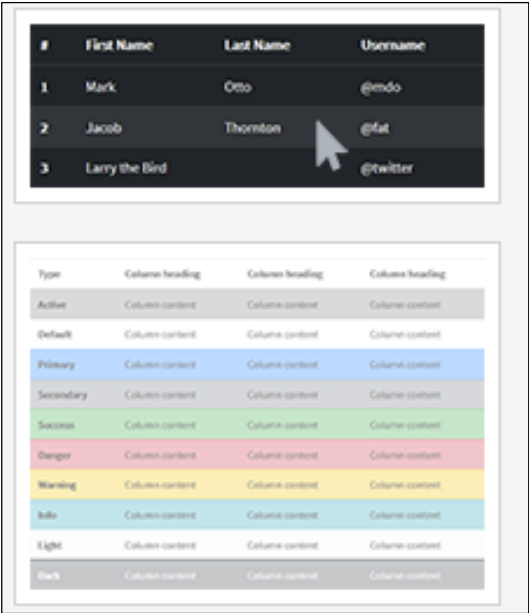 # First Name Last Name Username
1 Mark Otto @mdo
2 Jacob Thornton @fat
3 Larry the Bird @twitter
Type Column heading Column heading Column heading
Active Column content Column content Column content
Default Column content Column content Column content
Primary Column content Column content Column content
Secondary Column content Column content Column content
Success Column content Column content Column content
Danger Column content Column content Column content
Warning Column content Column content Column content
Info Column content Column content Column content
Light Column content Column content Column content
Dark Column content Column content Column content